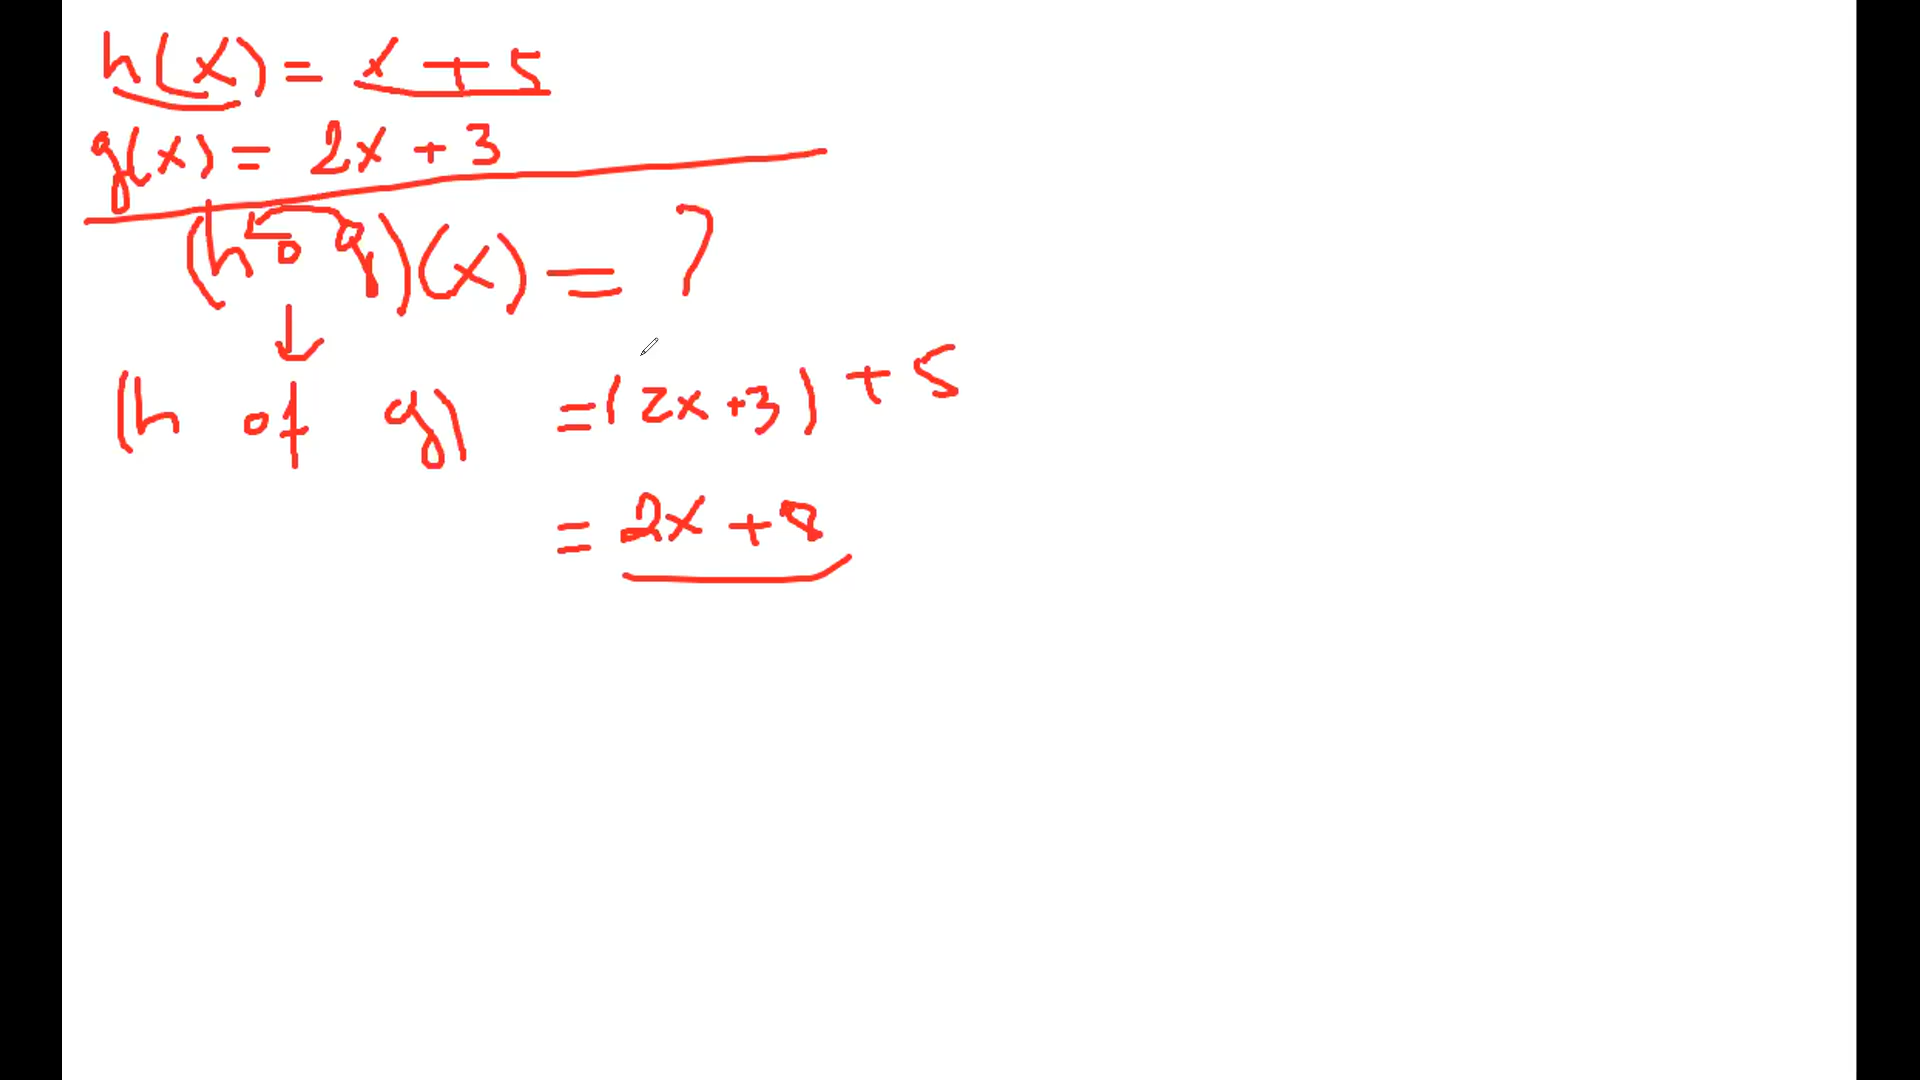 h(x) = x + 5
g(x) = 2x + 3
(h o g)(x) = ?
(h of g) = (2x + 3) + 5
= 2x + 8